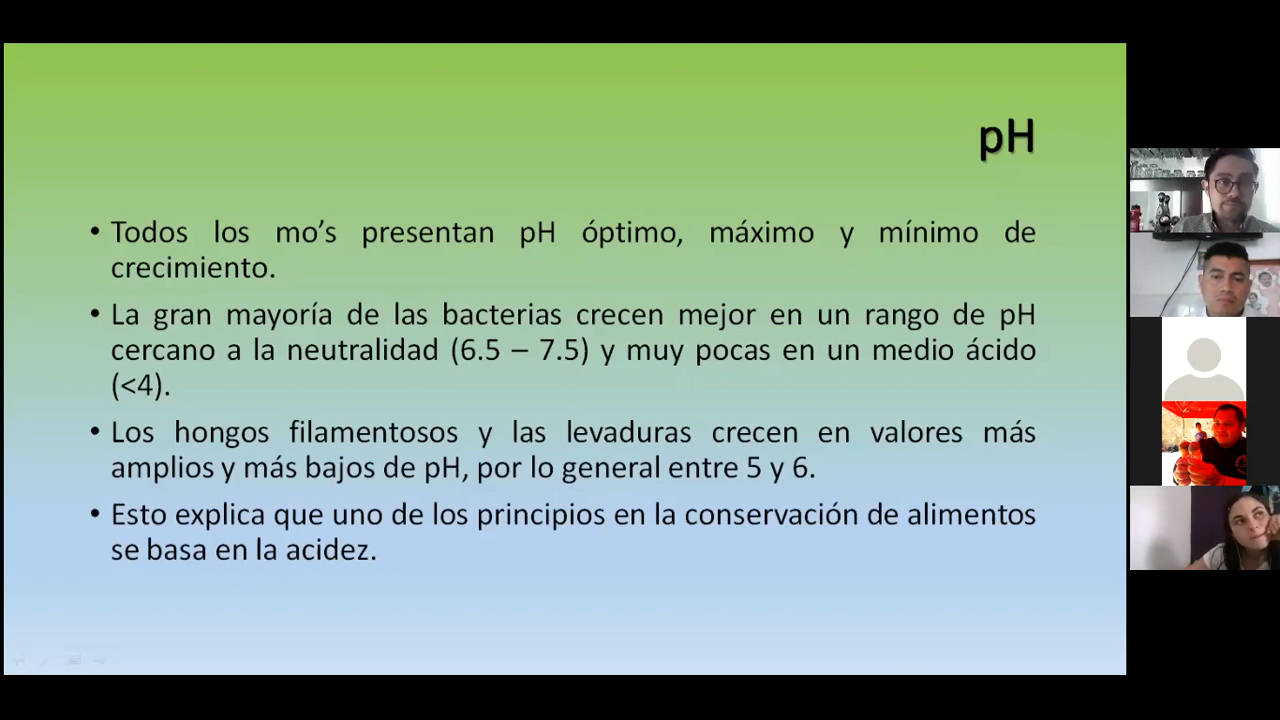 pH
• Todos los mo’s presentan pH óptimo, máximo y mínimo de
crecimiento.
• La gran mayoría de las bacterias crecen mejor en un rango de pH
cercano a la neutralidad (6.5 – 7.5) y muy pocas en un medio ácido
(<4).
• Los hongos filamentosos y las levaduras crecen en valores más
amplios y más bajos de pH, por lo general entre 5 y 6.
• Esto explica que uno de los principios en la conservación de alimentos
se basa en la acidez.